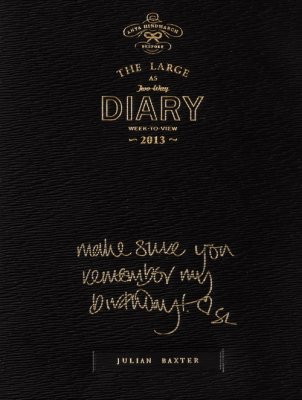 ANYA HINDMARCH
BESPOKE
THE LARGE
AS
Two-Way
DIARY
WEEK-TO-VIEW
~ 2013 ~
make sure you
remember my
birthday! ♡ SL
JULIAN BAXTER